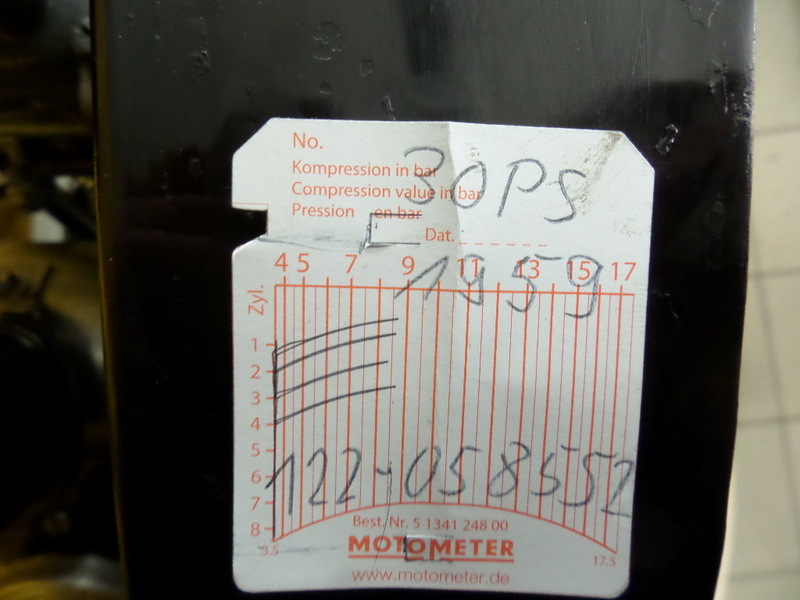 No.
Kompression in bar
Compression value in bar
Pression en bar
30PS
Dat.
4 5 7 9 11 13 15 17
1959
Zyl.
1
2
3
4
5
6
7
8
122-058552
3.5
17.5
Best. Nr. 5 1341 248 00
MOTOMETER
www.motometer.de